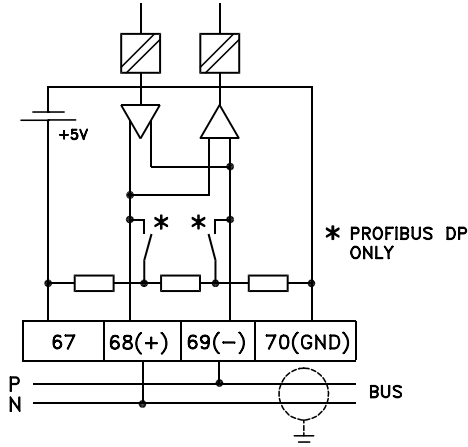 +5V
* *
* PROFIBUS DP
ONLY
67 68(+) 69(-) 70(GND)
P
BUS
N